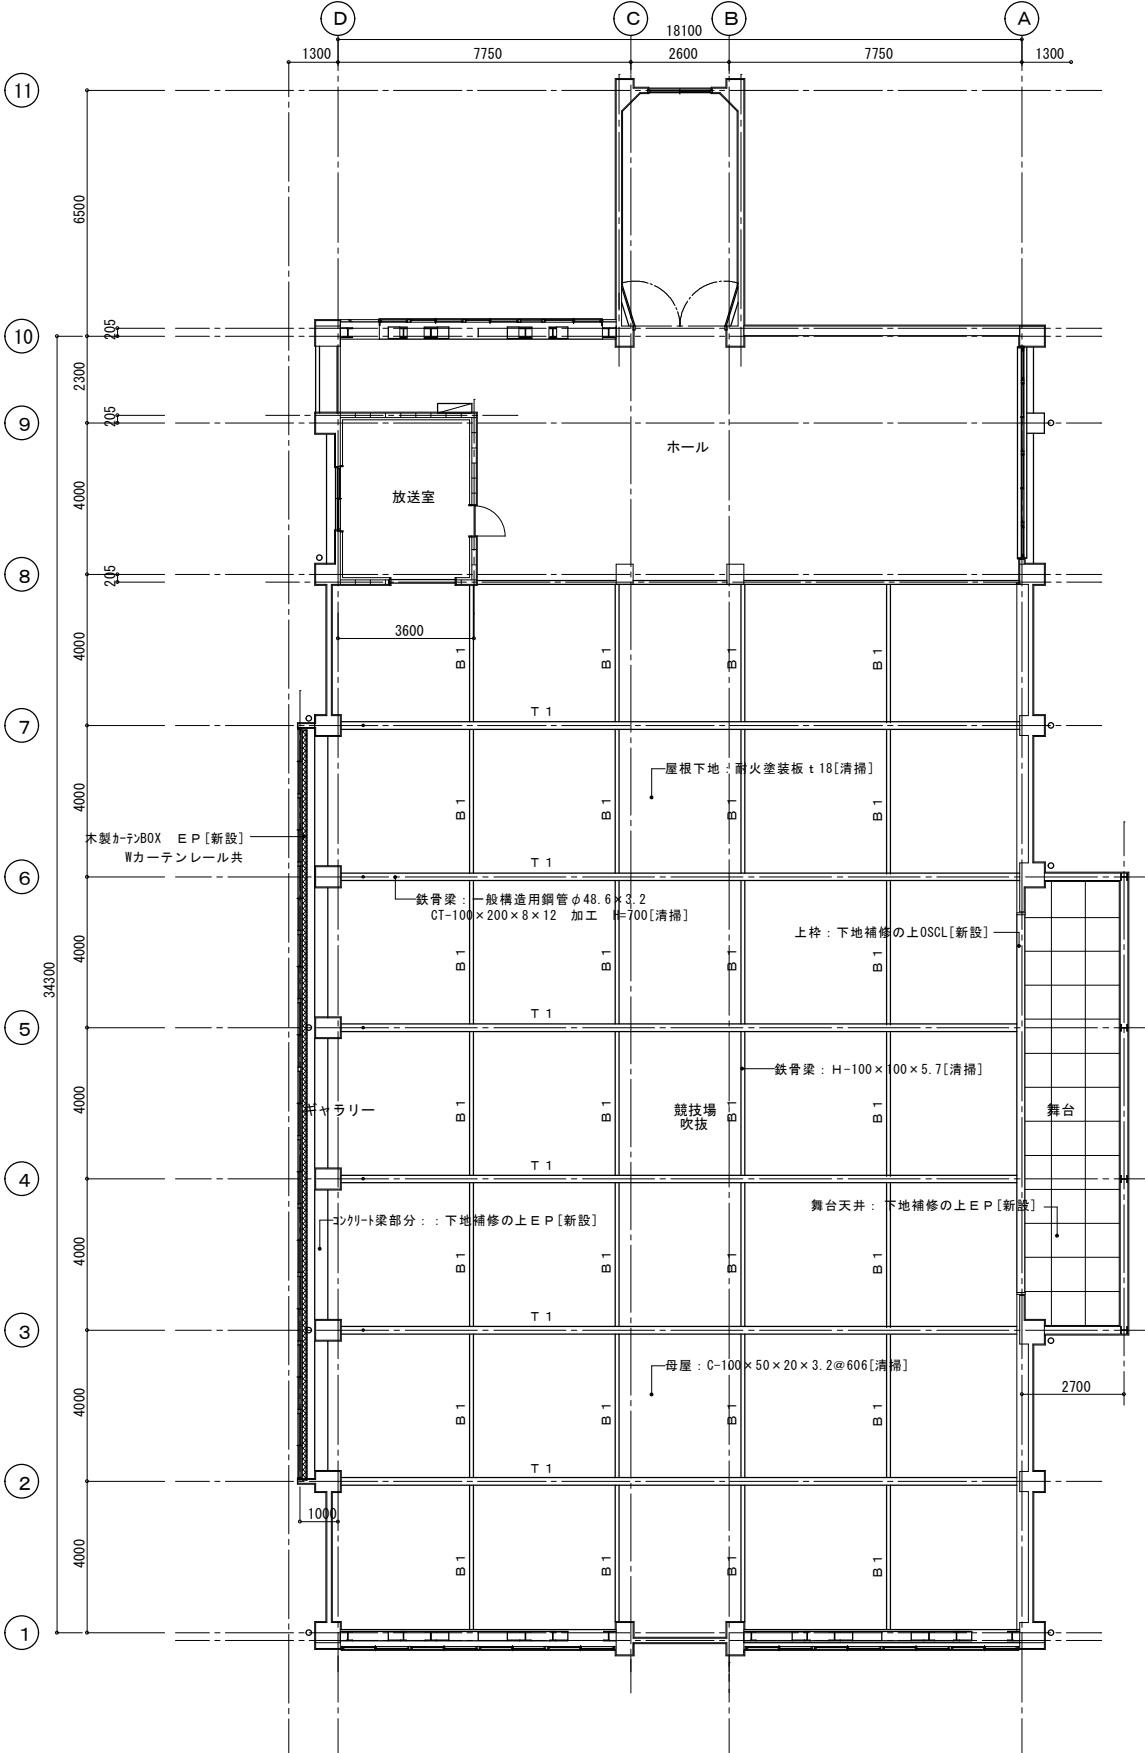 D
C
B
A
18100
1300
7750
2600
7750
1300
11
6500
10
205
2300
9
205
ホール
4000
放送室
8
205
3600
4000
B1
B1
B1
B1
7
T1
屋根下地：耐火塗装板 t 18[清掃]
4000
B1
B1
B1
B1
木製カーテンBOX EP[新設]
Wカーテンレール共
T1
6
鉄骨梁：一般構造用鋼管φ48.6×3.2
CT-100×200×8×12 加工 H=700[清掃]
上枠：下地補修の上OSCL[新設]
4000
B1
B1
B1
B1
34300
T1
5
鉄骨梁：H-100×100×5.7[清掃]
4000
ギャラリー
B1
B1
競技場
吹抜
B1
B1
舞台
T1
4
舞台天井：下地補修の上EP[新設]
コンクリート梁部分：：下地補修の上EP[新設]
4000
B1
B1
B1
B1
T1
3
母屋：C-100×50×20×3.2@606[清掃]
2700
4000
B1
B1
B1
B1
T1
2
1000
4000
B1
B1
B1
B1
1